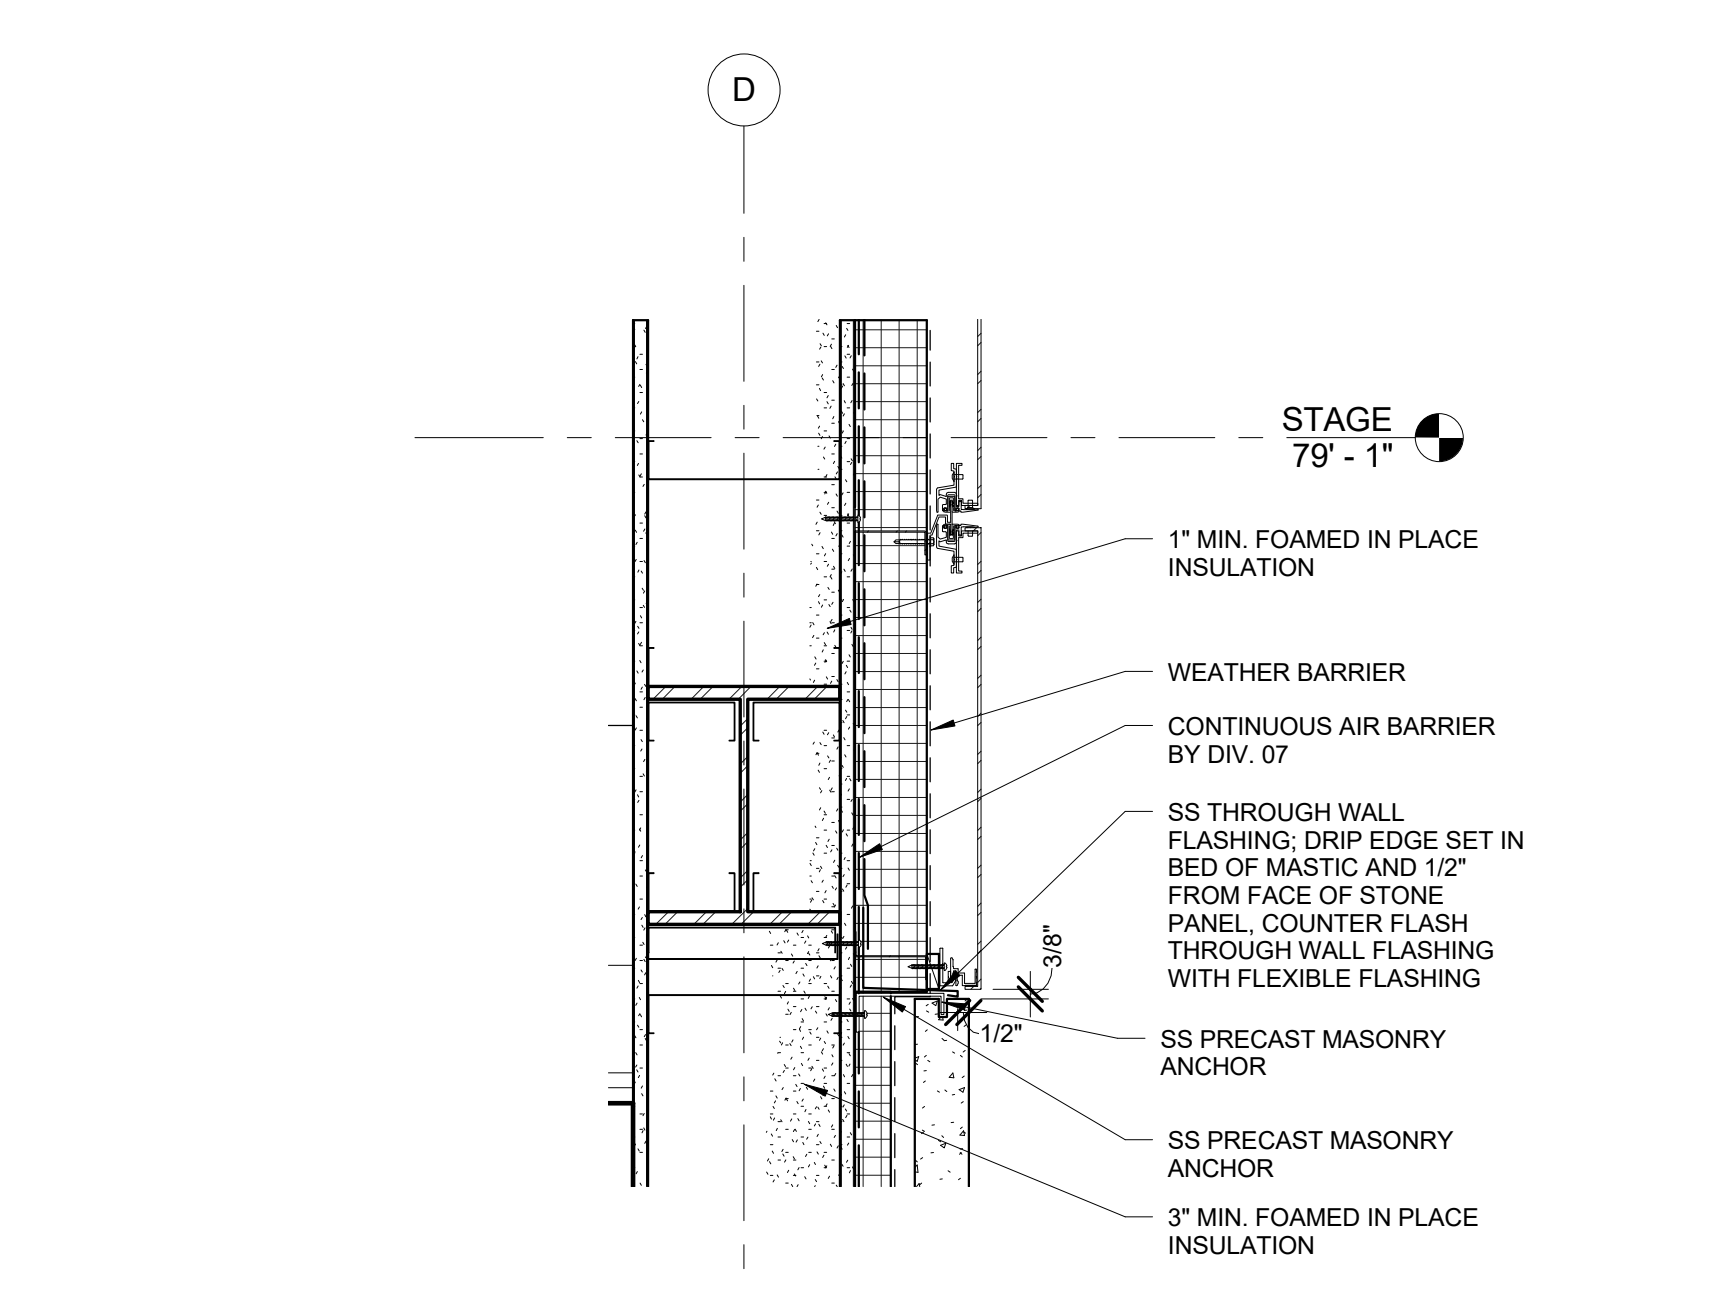 D
STAGE
79' - 1"
1" MIN. FOAMED IN PLACE
INSULATION
WEATHER BARRIER
CONTINUOUS AIR BARRIER
BY DIV. 07
SS THROUGH WALL
FLASHING; DRIP EDGE SET IN
BED OF MASTIC AND 1/2"
FROM FACE OF STONE
PANEL, COUNTER FLASH
THROUGH WALL FLASHING
WITH FLEXIBLE FLASHING
3/8"
1/2"
SS PRECAST MASONRY
ANCHOR
SS PRECAST MASONRY
ANCHOR
3" MIN. FOAMED IN PLACE
INSULATION